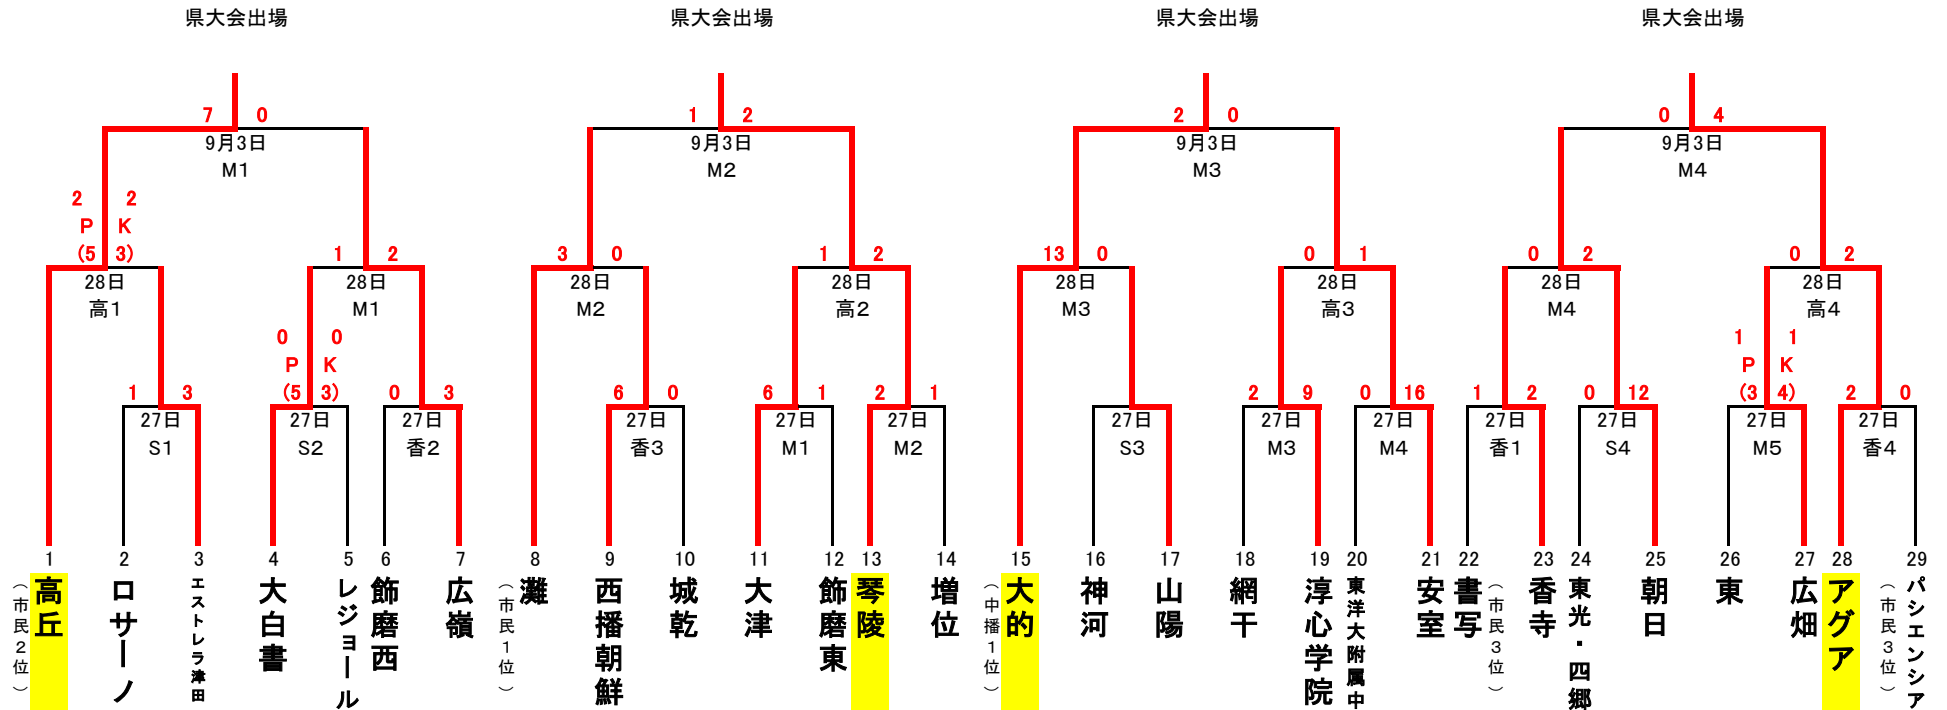 県大会出場 県大会出場 県大会出場 県大会出場
7 0 1 2 2 0 0 4
9月3日 9月3日 9月3日 9月3日
M1 M2 M3 M4
2 2
P K
(5 3) 1 2 3 0 1 2 13 0 0 1 0 2 0 2
28日 28日 28日 28日 28日 28日 28日 28日
高1 M1 M2 高2 M3 高3 M4 高4
0 0 1 1
P K P K
1 3 (5 3) 0 3 6 0 6 1 2 1 2 9 0 16 1 2 0 12 (3 4) 2 0
27日 27日 27日 27日 27日 27日 27日 27日 27日 27日 27日 27日 27日
S1 S2 香2 香3 M1 M2 S3 M3 M4 香1 S4 M5 香4
1 2 3 4 5 6 7 8 9 10 11 12 13 14 15 16 17 18 19 20 21 22 23 24 25 26 27 28 29
(市民2位)
高丘
ロサーノ
エストレラ津田
大白書
レジョール
飾磨西
広嶺
(市民1位)
灘
西播朝鮮
城乾
大津
飾磨東
琴陵
増位
(中播1位)
大的
神河
山陽
網干
淳心学院
東洋大附属中
安室
書写
(市民3位)
香寺
東光・四郷
朝日
東
広畑
アグア
(市民3位)
パシエンシア